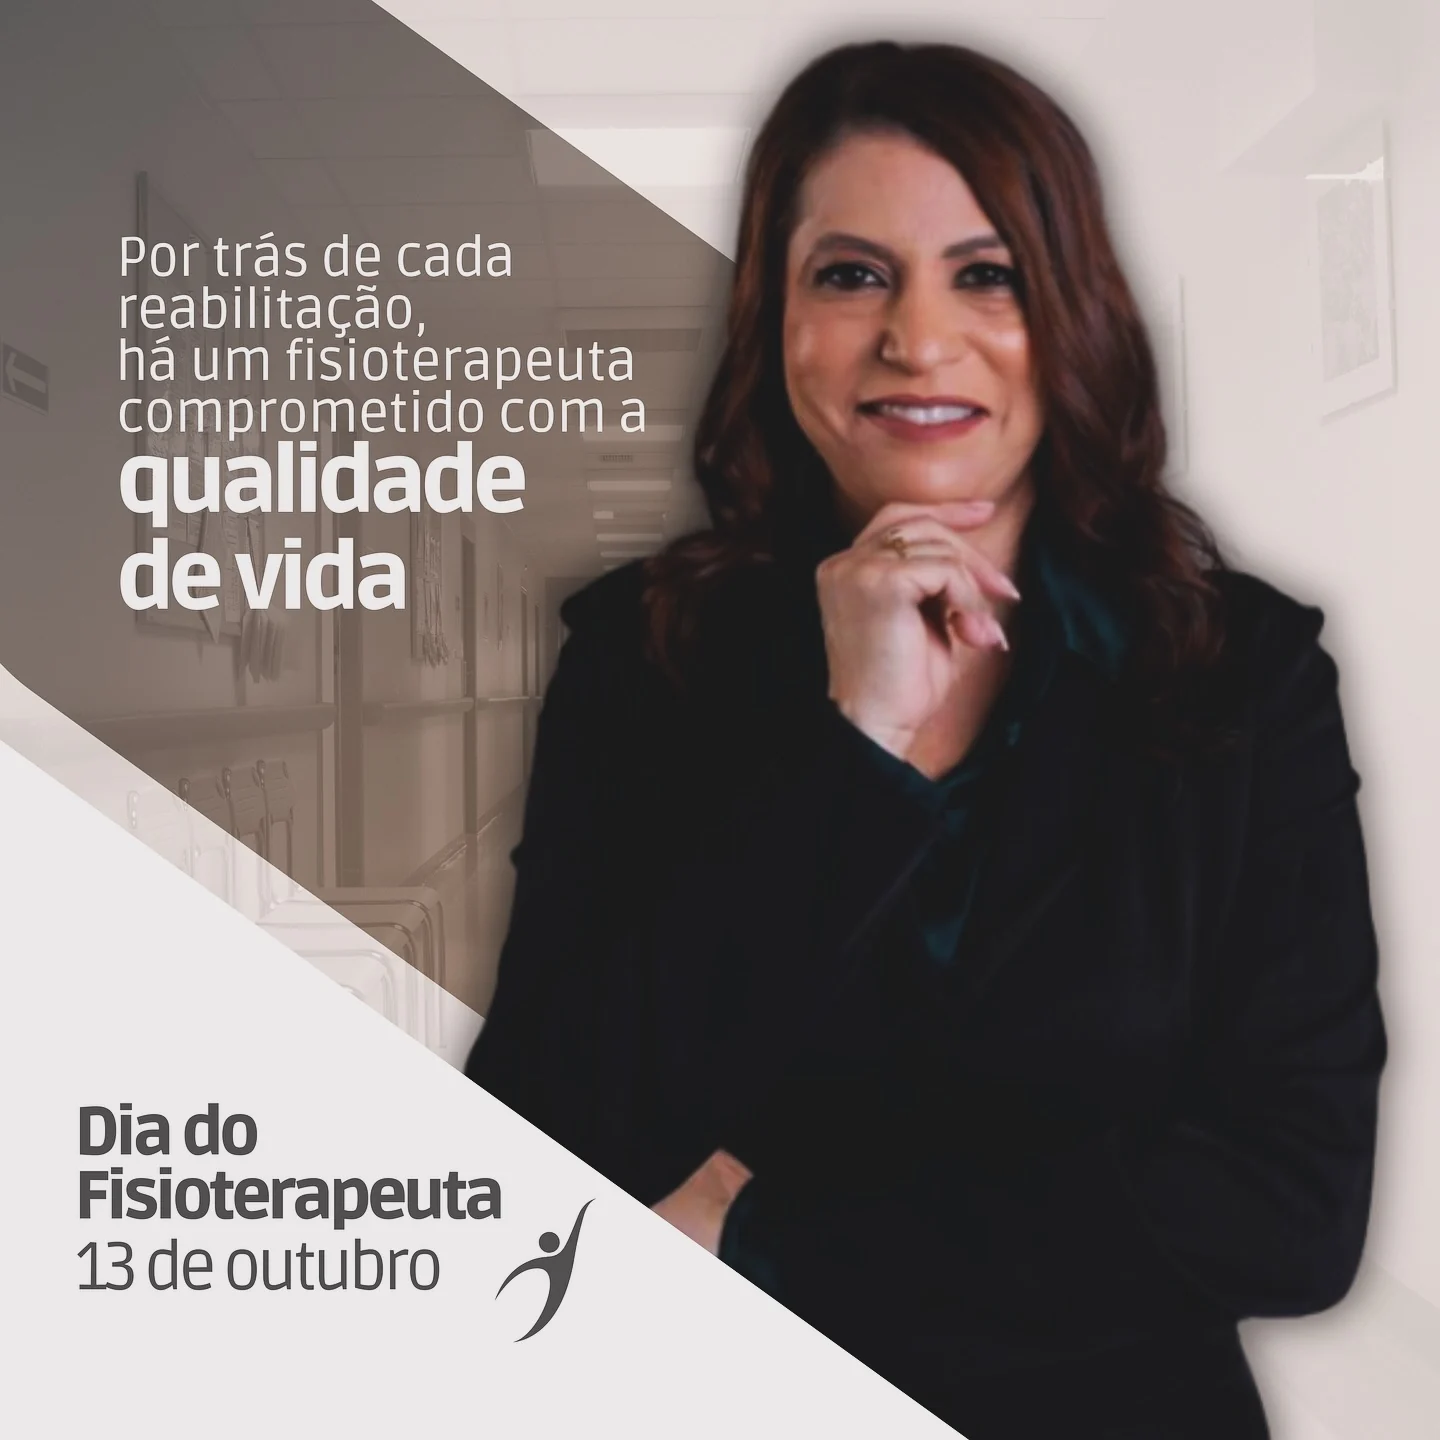 Por trás de cada
reabilitação,
há um fisioterapeuta
comprometido com a
qualidade
de vida
Dia do
Fisioterapeuta
13 de outubro